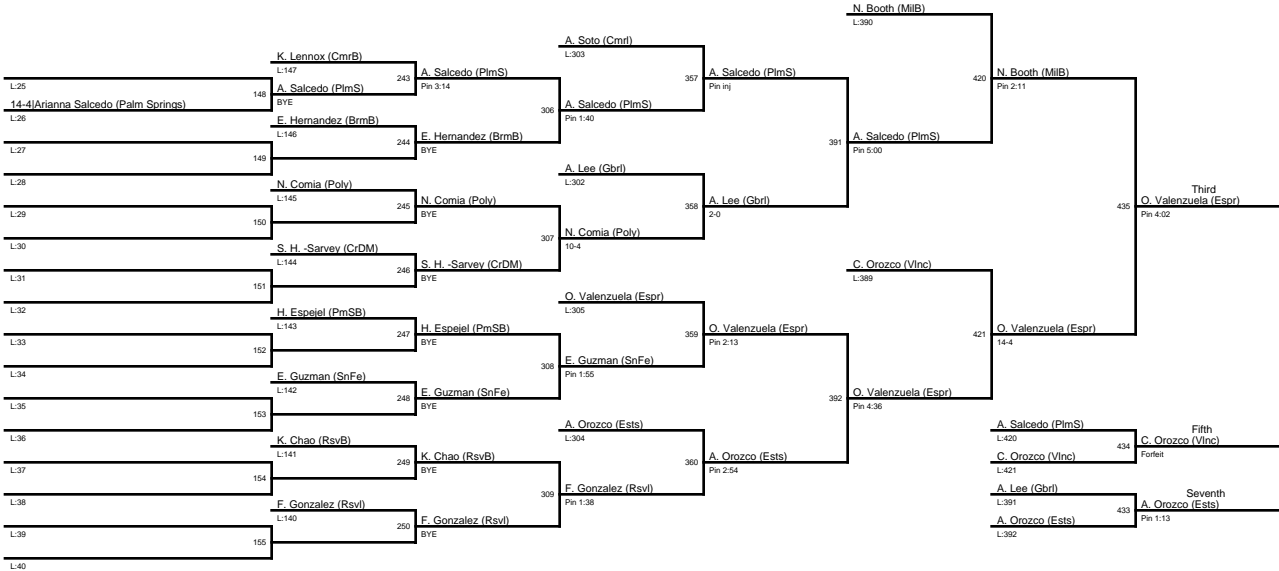 N. Booth (MilB)
L:390
A. Soto (Cmrl)
L:303
K. Lennox (CmrB)
L:147
243
A. Salcedo (PlmS)
Pin 3:14
357
A. Salcedo (PlmS)
Pin inj
420
N. Booth (MilB)
Pin 2:11
L:25
148
A. Salcedo (PlmS)
BYE
14-4|Arianna Salcedo (Palm Springs)
L:26
306
A. Salcedo (PlmS)
Pin 1:40
E. Hernandez (BrmB)
L:146
244
E. Hernandez (BrmB)
BYE
391
A. Salcedo (PlmS)
Pin 5:00
L:27
149
L:28
A. Lee (Gbrl)
L:302
N. Comia (Poly)
L:145
245
N. Comia (Poly)
BYE
358
A. Lee (Gbrl)
2-0
435
Third
O. Valenzuela (Espr)
Pin 4:02
L:29
150
L:30
307
N. Comia (Poly)
10-4
S. H. -Sarvey (CrDM)
L:144
246
S. H. -Sarvey (CrDM)
BYE
C. Orozco (Vlnc)
L:389
L:31
151
L:32
O. Valenzuela (Espr)
L:305
H. Espejel (PmSB)
L:143
247
H. Espejel (PmSB)
BYE
359
O. Valenzuela (Espr)
Pin 2:13
421
O. Valenzuela (Espr)
14-4
L:33
152
L:34
308
E. Guzman (SnFe)
Pin 1:55
E. Guzman (SnFe)
L:142
248
E. Guzman (SnFe)
BYE
392
O. Valenzuela (Espr)
Pin 4:36
L:35
153
L:36
A. Orozco (Ests)
L:304
A. Salcedo (PlmS)
L:420
434
Fifth
C. Orozco (Vlnc)
Forfeit
K. Chao (RsvB)
L:141
249
K. Chao (RsvB)
BYE
360
A. Orozco (Ests)
Pin 2:54
C. Orozco (Vlnc)
L:421
L:37
154
L:38
309
F. Gonzalez (Rsvl)
Pin 1:38
A. Lee (Gbrl)
L:391
433
Seventh
A. Orozco (Ests)
Pin 1:13
F. Gonzalez (Rsvl)
L:140
250
F. Gonzalez (Rsvl)
BYE
A. Orozco (Ests)
L:392
L:39
155
L:40